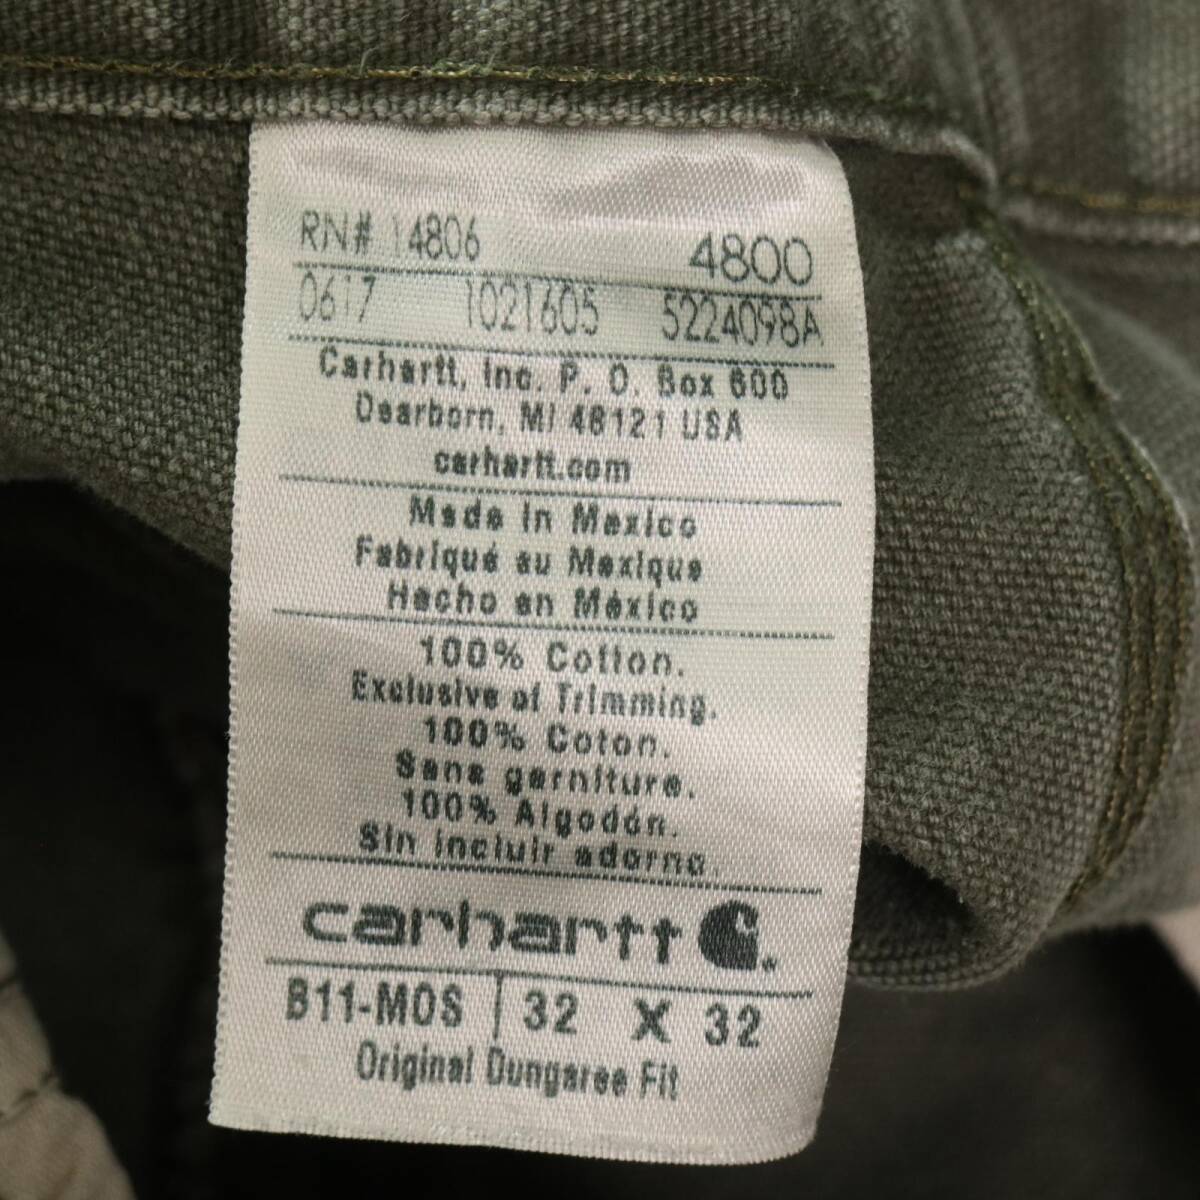 RN# 14806 4800
0617 1021605 5224098A
Carhartt, Inc. P. O. Box 600
Dearborn, MI 48121 USA
carhartt.com
Made in Mexico
Fabriqué au Mexique
Hecho en México
100% Cotton.
Exclusive of Trimming.
100% Coton.
Sans garniture.
100% Algodón.
Sin incluir adorno.
carhartt
B11-MOS 32 X 32
Original Dungaree Fit